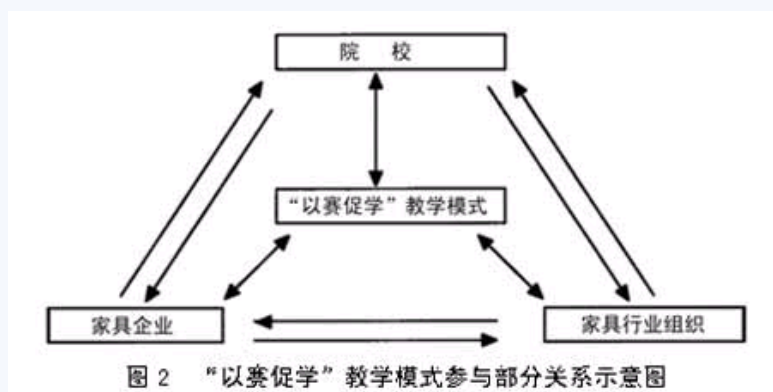 院 校
“以赛促学”教学模式
家具企业
家具行业组织
图 2 “以赛促学”教学模式参与部分关系示意图